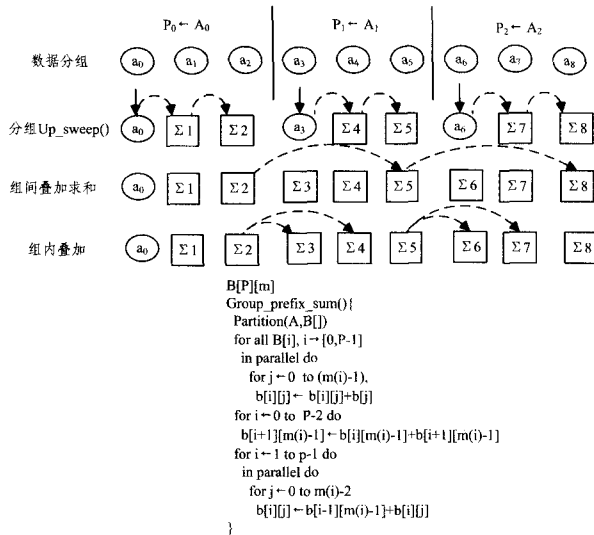 P₀←A₀ P₁←A₁ P₂←A₂
数据分组 a₀ a₁ a₂ a₃ a₄ a₅ a₆ a₇ a₈
分组Up_sweep() a₀ Σ1 Σ2 a₃ Σ4 Σ5 a₆ Σ7 Σ8
组间叠加求和 a₀ Σ1 Σ2 Σ3 Σ4 Σ5 Σ6 Σ7 Σ8
组内叠加 a₀ Σ1 Σ2 Σ3 Σ4 Σ5 Σ6 Σ7 Σ8
B[P][m]
Group_prefix_sum(){
Partition(A,B[])
for all B[i], i→[0,P-1]
in parallel do
for j←0 to (m(i)-1),
b[i][j]← b[i][j]+b[j]
for i←0 to P-2 do
b[i+1][m(i)-1]←b[i][m(i)-1]+b[i+1][m(i)-1]
for i←1 to p-1 do
in parallel do
for j←0 to m(i)-2
b[i][j]←b[i-1][m(i)-1]+b[i][j]
}